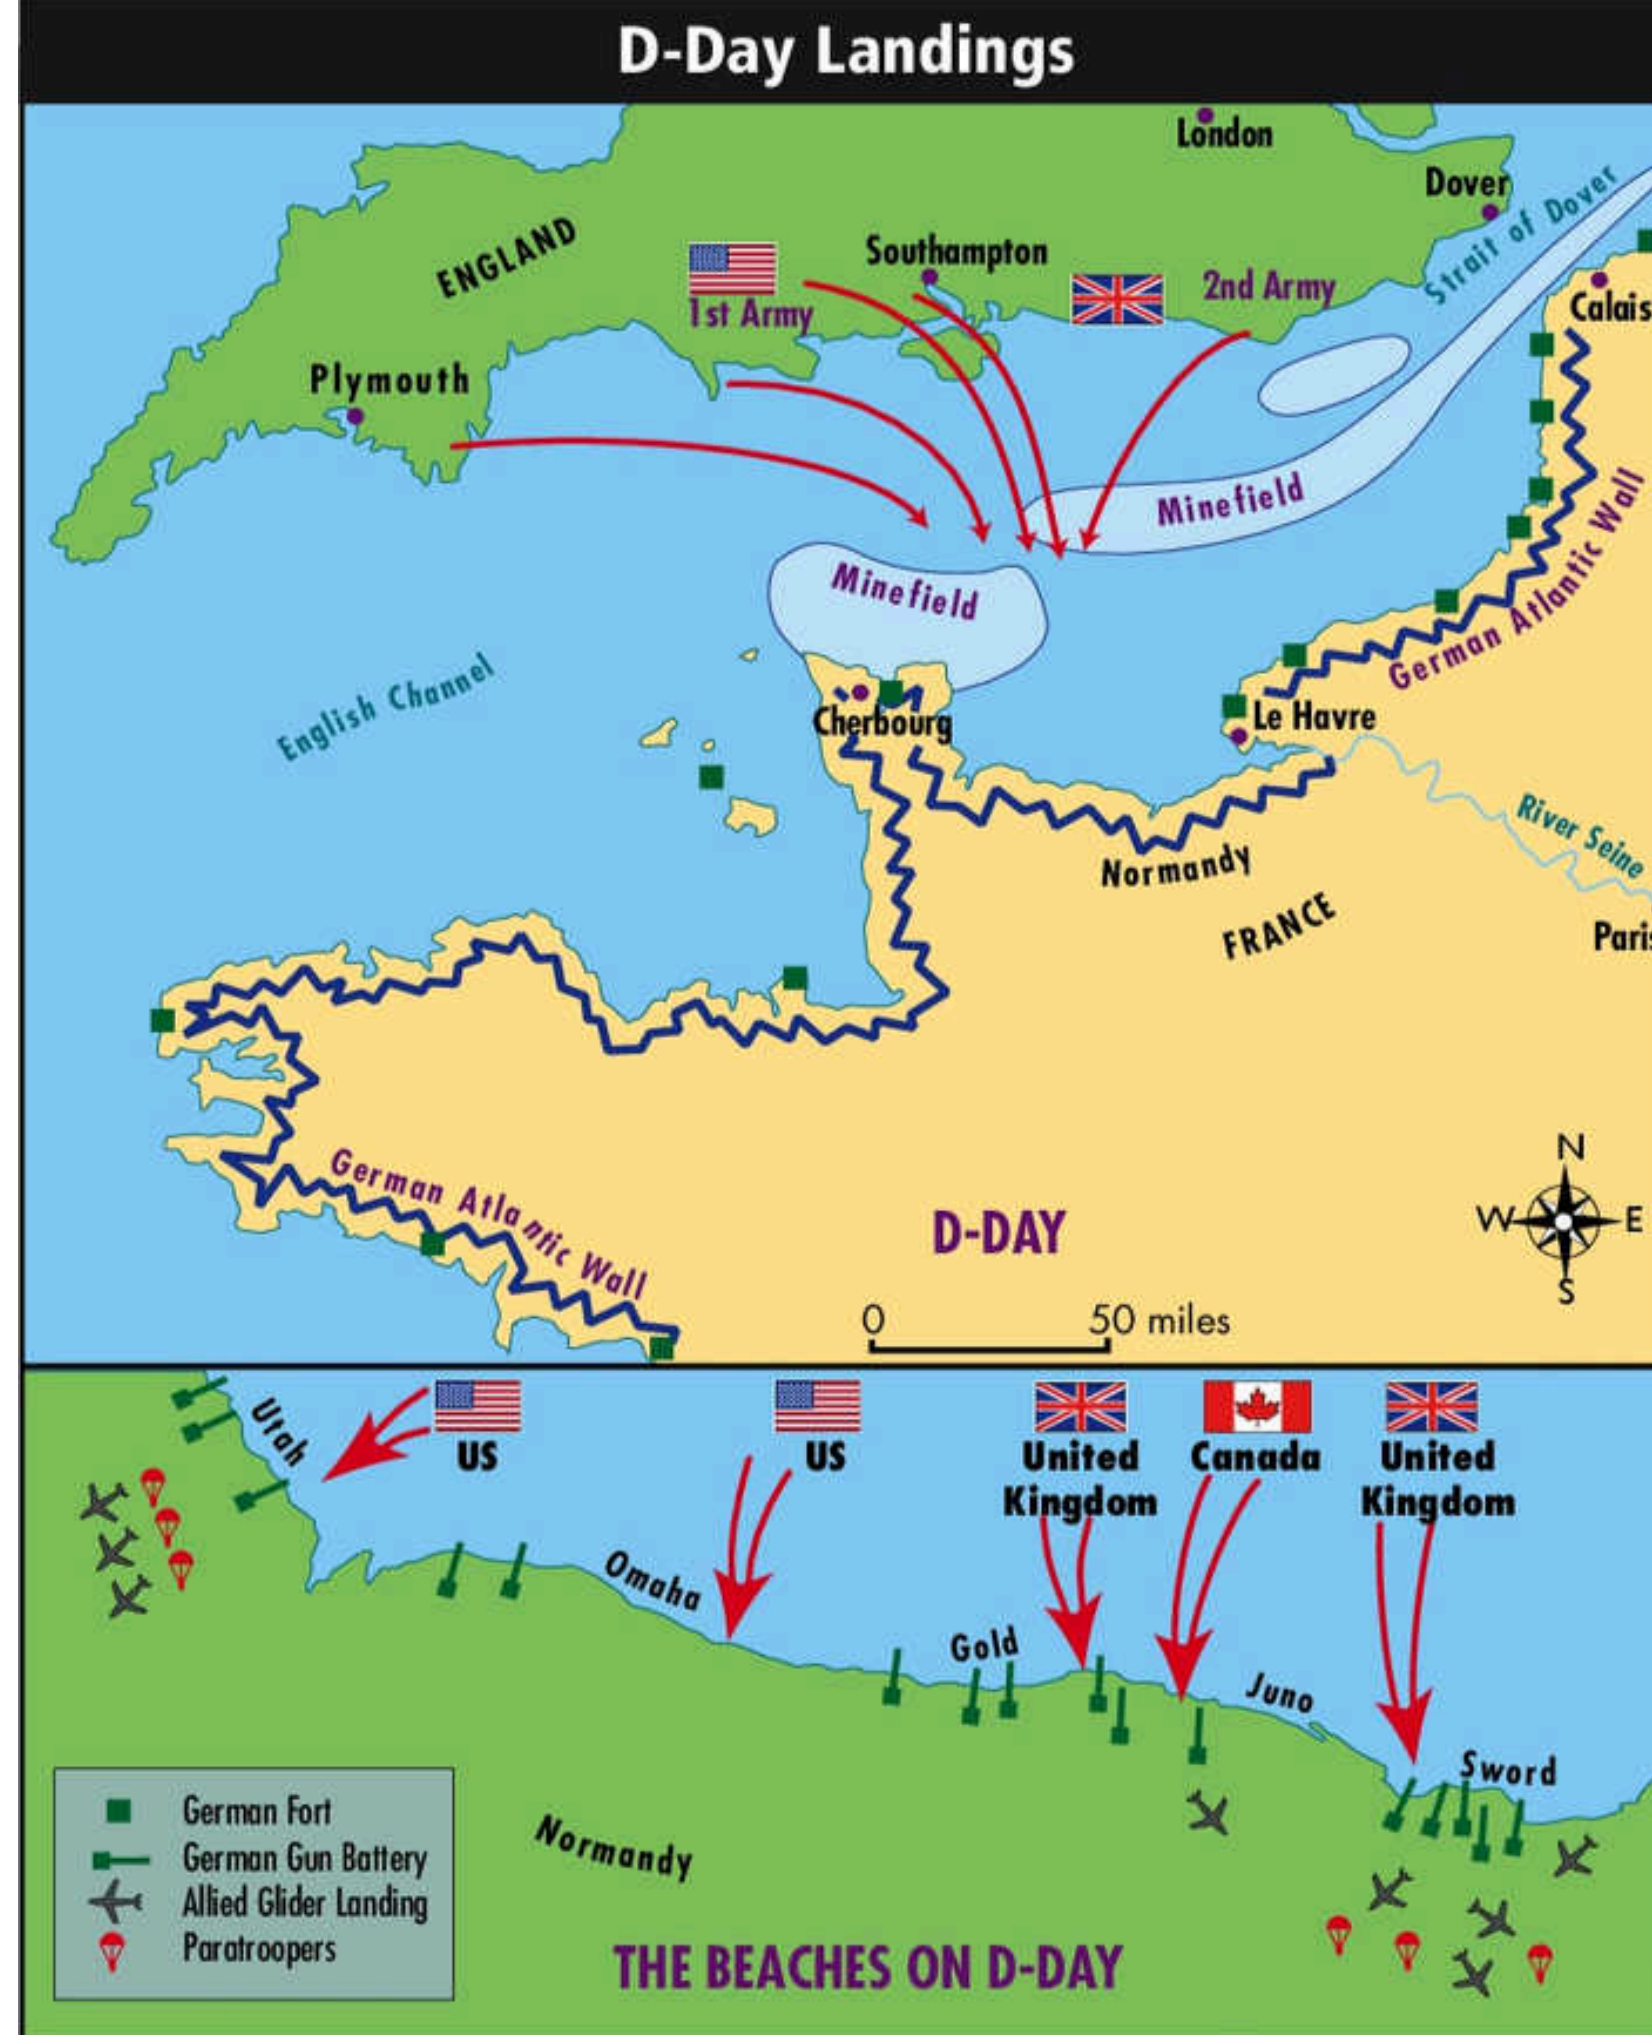 D-Day Landings
London
Dover
Strait of Dover
ENGLAND
Southampton
1st Army
2nd Army
Calais
Plymouth
Minefield
Minefield
German Atlantic Wall
English Channel
Cherbourg
Le Havre
River Seine
Normandy
FRANCE
Paris
German Atlantic Wall
N
W
E
S
D-DAY
0 50 miles
Utah
US
US
United
Kingdom
Canada
United
Kingdom
Omaha
Gold
Juno
Sword
German Fort
German Gun Battery
Allied Glider Landing
Paratroopers
Normandy
THE BEACHES ON D-DAY